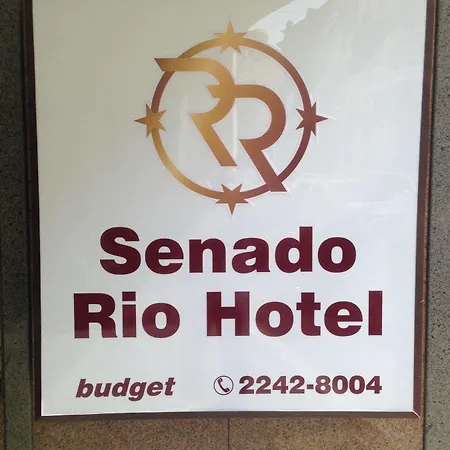 RR
Senado
Rio Hotel
budget 2242-8004